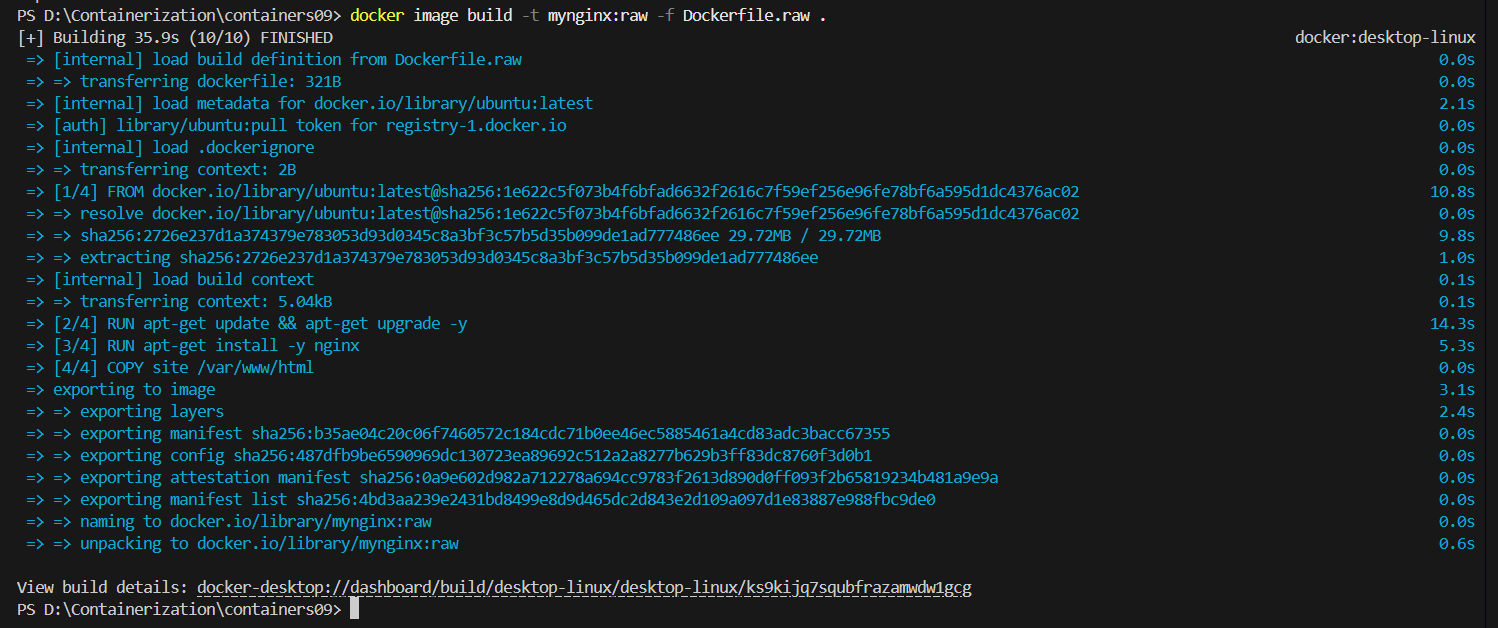 PS D:\Containerization\containers09> docker image build -t mynginx:raw -f Dockerfile.raw .
[+] Building 35.9s (10/10) FINISHED docker:desktop-linux
=> [internal] load build definition from Dockerfile.raw 0.0s
=> => transferring dockerfile: 321B 0.0s
=> [internal] load metadata for docker.io/library/ubuntu:latest 2.1s
=> [auth] library/ubuntu:pull token for registry-1.docker.io 0.0s
=> [internal] load .dockerignore 0.0s
=> => transferring context: 2B 0.0s
=> [1/4] FROM docker.io/library/ubuntu:latest@sha256:1e622c5f073b4f6bfad6632f2616c7f59ef256e96fe78bf6a595d1dc4376ac02 10.8s
=> => resolve docker.io/library/ubuntu:latest@sha256:1e622c5f073b4f6bfad6632f2616c7f59ef256e96fe78bf6a595d1dc4376ac02 0.0s
=> => sha256:2726e237d1a374379e783053d93d0345c8a3bf3c57b5d35b099de1ad777486ee 29.72MB / 29.72MB 9.8s
=> => extracting sha256:2726e237d1a374379e783053d93d0345c8a3bf3c57b5d35b099de1ad777486ee 1.0s
=> [internal] load build context 0.1s
=> => transferring context: 5.04kB 0.1s
=> [2/4] RUN apt-get update && apt-get upgrade -y 14.3s
=> [3/4] RUN apt-get install -y nginx 5.3s
=> [4/4] COPY site /var/www/html 0.0s
=> exporting to image 3.1s
=> => exporting layers 2.4s
=> => exporting manifest sha256:b35ae04c20c06f7460572c184cdc71b0ee46ec5885461a4cd83adc3bacc67355 0.0s
=> => exporting config sha256:487dfb9be6590969dc130723ea89692c512a2a8277b629b3ff83dc8760f3d0b1 0.0s
=> => exporting attestation manifest sha256:0a9e602d982a712278a694cc9783f2613d890d0ff093f2b65819234b481a9e9a 0.0s
=> => exporting manifest list sha256:4bd3aa239e2431bd8499e8d9d465dc2d843e2d109a097d1e83887e988fbc9de0 0.0s
=> => naming to docker.io/library/mynginx:raw 0.0s
=> => unpacking to docker.io/library/mynginx:raw 0.6s
View build details: docker-desktop://dashboard/build/desktop-linux/desktop-linux/ks9kijq7squbfrazamwdw1gcg
PS D:\Containerization\containers09>